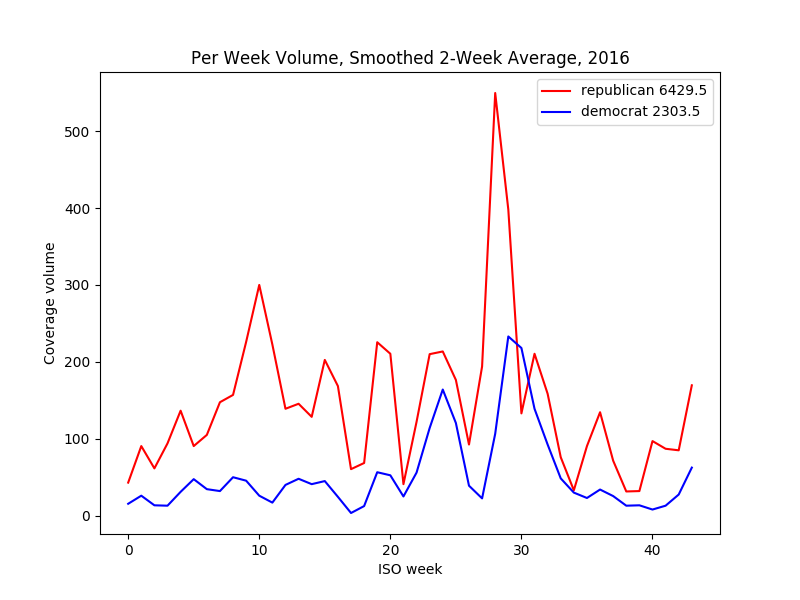 Per Week Volume, Smoothed 2-Week Average, 2016
republican 6429.5
democrat 2303.5
Coverage volume
500
400
300
200
100
0
0 10 20 30 40
ISO week